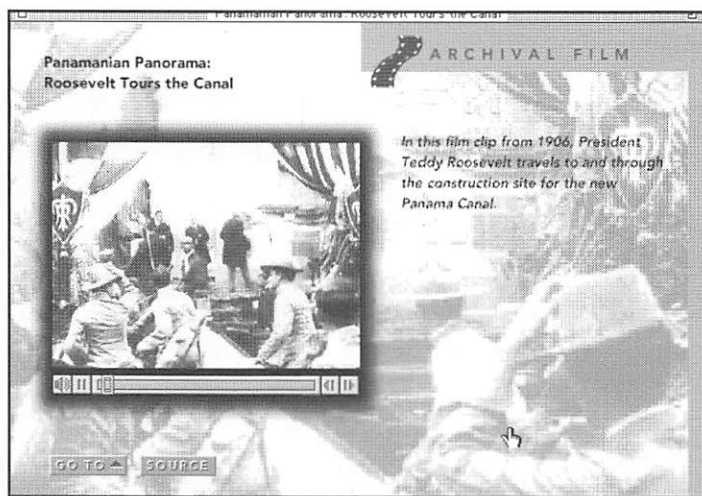 Panamanian Panorama: Roosevelt Tours the Canal
Panamanian Panorama:
Roosevelt Tours the Canal
ARCHIVAL FILM
In this film clip from 1906, President
Teddy Roosevelt travels to and through
the construction site for the new
Panama Canal.
GO TO
SOURCE